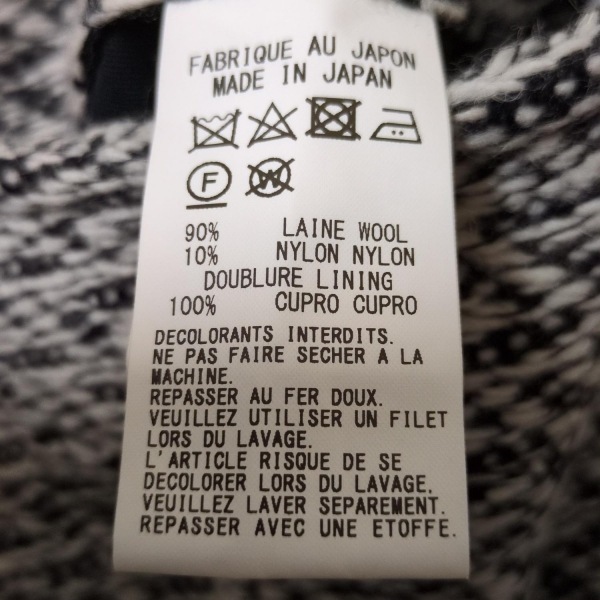 FABRIQUE AU JAPON
MADE IN JAPAN
F W
90% LAINE WOOL
10% NYLON NYLON
DOUBLURE LINING
100% CUPRO CUPRO
DECOLORANTS INTERDITS.
NE PAS FAIRE SECHER A LA
MACHINE.
REPASSER AU FER DOUX.
VEUILLEZ UTILISER UN FILET
LORS DU LAVAGE.
L'ARTICLE RISQUE DE SE
DECOLORER LORS DU LAVAGE.
VEUILLEZ LAVER SEPAREMENT.
REPASSER AVEC UNE ETOFFE.